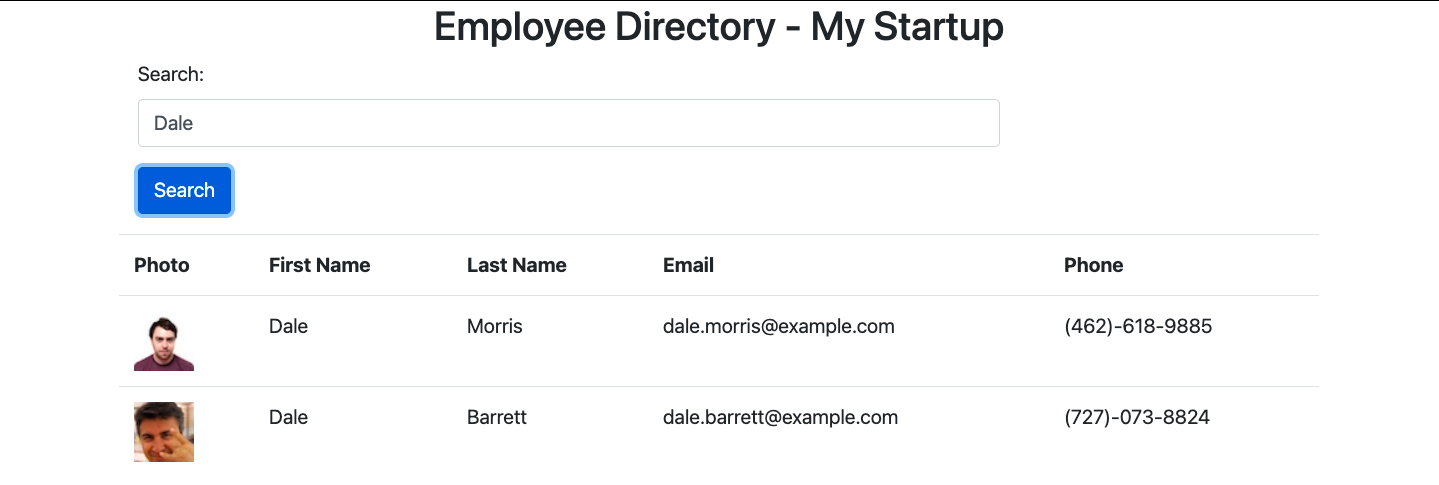 Employee Directory - My Startup
Search:
Dale
Search
Photo First Name Last Name Email Phone
Dale Morris dale.morris@example.com (462)-618-9885
Dale Barrett dale.barrett@example.com (727)-073-8824